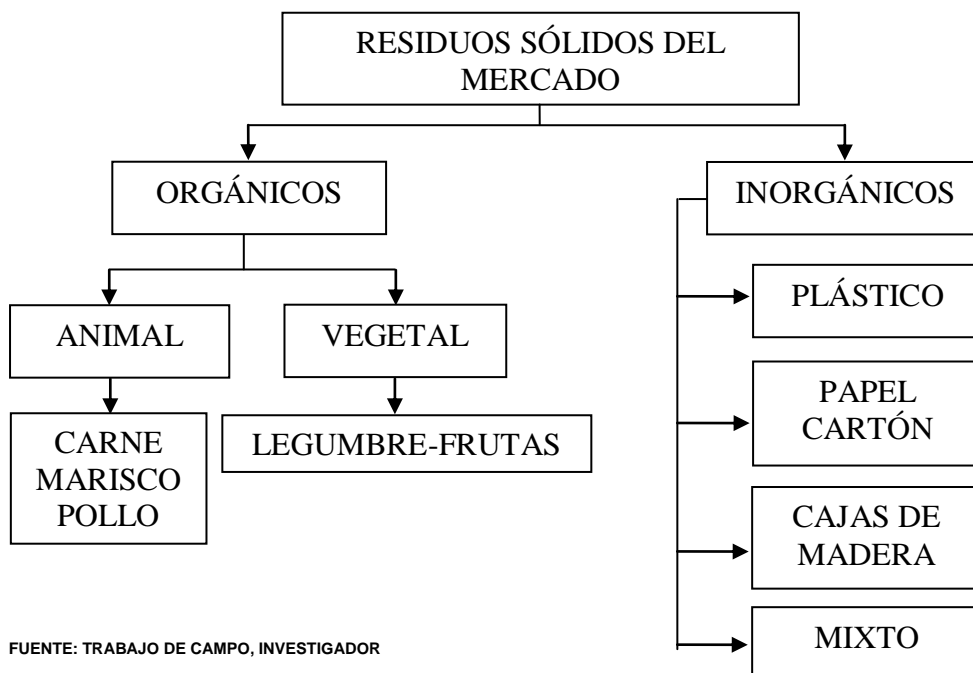 RESIDUOS SÓLIDOS DEL
MERCADO
ORGÁNICOS
INORGÁNICOS
ANIMAL
VEGETAL
CARNE
MARISCO
POLLO
LEGUMBRE-FRUTAS
PLÁSTICO
PAPEL
CARTÓN
CAJAS DE
MADERA
MIXTO
FUENTE: TRABAJO DE CAMPO, INVESTIGADOR